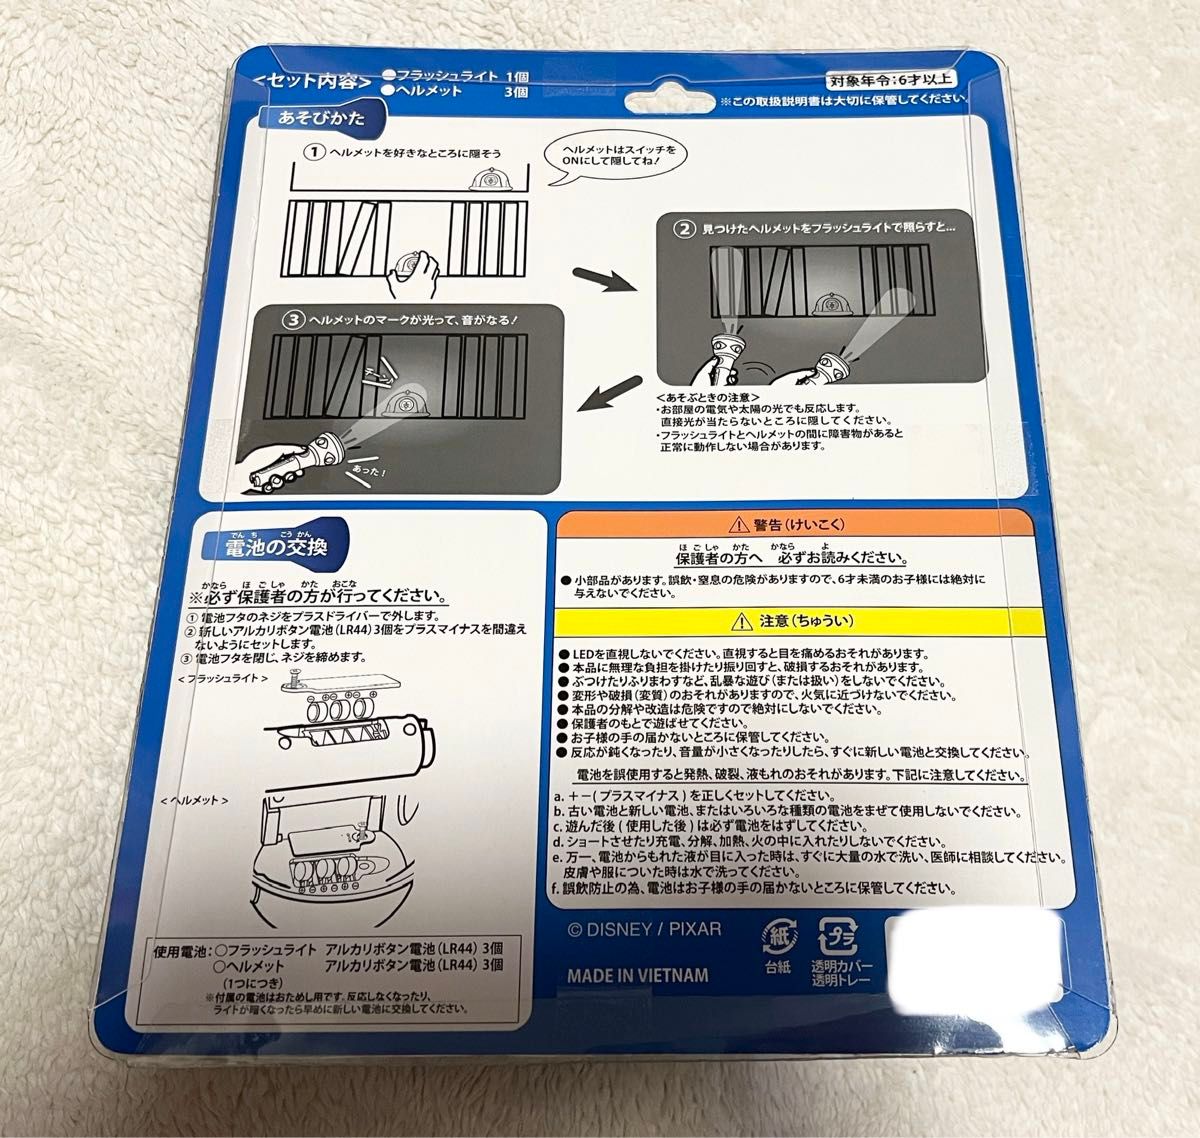 <セット内容> ●フラッシュライト 1個
●ヘルメット 3個
対象年令:6才以上
※この取扱説明書は大切に保管してください。
あそびかた
① ヘルメットを好きなところに隠そう
ヘルメットはスイッチを
ONにして隠してね!
② 見つけたヘルメットをフラッシュライトで照らすと…
③ ヘルメットのマークが光って、音がなる!
あった!
<あそぶときの注意>
・お部屋の電気や太陽の光でも反応します。
直接光が当たらないところに隠してください。
・フラッシュライトとヘルメットの間に障害物があると
正常に動作しない場合があります。
でんち こうかん
電池の交換
かなら ほごしゃ かた おこな
※必ず保護者の方が行ってください。
① 電池フタのネジをプラスドライバーで外します。
② 新しいアルカリボタン電池(LR44)3個をプラスマイナスを間違え
ないようにセットします。
③ 電池フタを閉じ、ネジを締めます。
<フラッシュライト>
<ヘルメット>
使用電池:○フラッシュライト アルカリボタン電池(LR44) 3個
○ヘルメット アルカリボタン電池(LR44) 3個
(1つにつき)
※付属の電池はおためし用です。反応しなくなったり、
ライトが暗くなったら早めに新しい電池に交換してください。
⚠ 警告(けいこく)
ほごしゃ かた かなら よ
保護者の方へ 必ずお読みください。
● 小部品があります。誤飲・窒息の危険がありますので、6才未満のお子様には絶対に
与えないでください。
⚠ 注意(ちゅうい)
● LEDを直視しないでください。直視すると目を痛めるおそれがあります。
● 本品に無理な負担を掛けたり振り回すと、破損するおそれがあります。
● ぶつけたりふりまわすなど、乱暴な遊び(または扱い)をしないでください。
● 変形や破損(変質)のおそれがありますので、火気に近づけないでください。
● 本品の分解や改造は危険ですので絶対にしないでください。
● 保護者のもとで遊ばせてください。
● お子様の手の届かないところに保管してください。
● 反応が鈍くなったり、音量が小さくなったりしたら、すぐに新しい電池と交換してください。
電池を誤使用すると発熱、破裂、液もれのおそれがあります。下記に注意してください。
a. +-(プラスマイナス)を正しくセットしてください。
b. 古い電池と新しい電池、またはいろいろな種類の電池をまぜて使用しないでください。
c. 遊んだ後(使用した後)は必ず電池をはずしてください。
d. ショートさせたり充電、分解、加熱、火の中に入れたりしないでください。
e. 万一、電池からもれた液が目に入った時は、すぐに大量の水で洗い、医師に相談してください。
皮膚や服についた時は水で洗ってください。
f. 誤飲防止の為、電池はお子様の手の届かないところに保管してください。
© DISNEY / PIXAR
MADE IN VIETNAM
紙
台紙
プラ
透明カバー
透明トレー